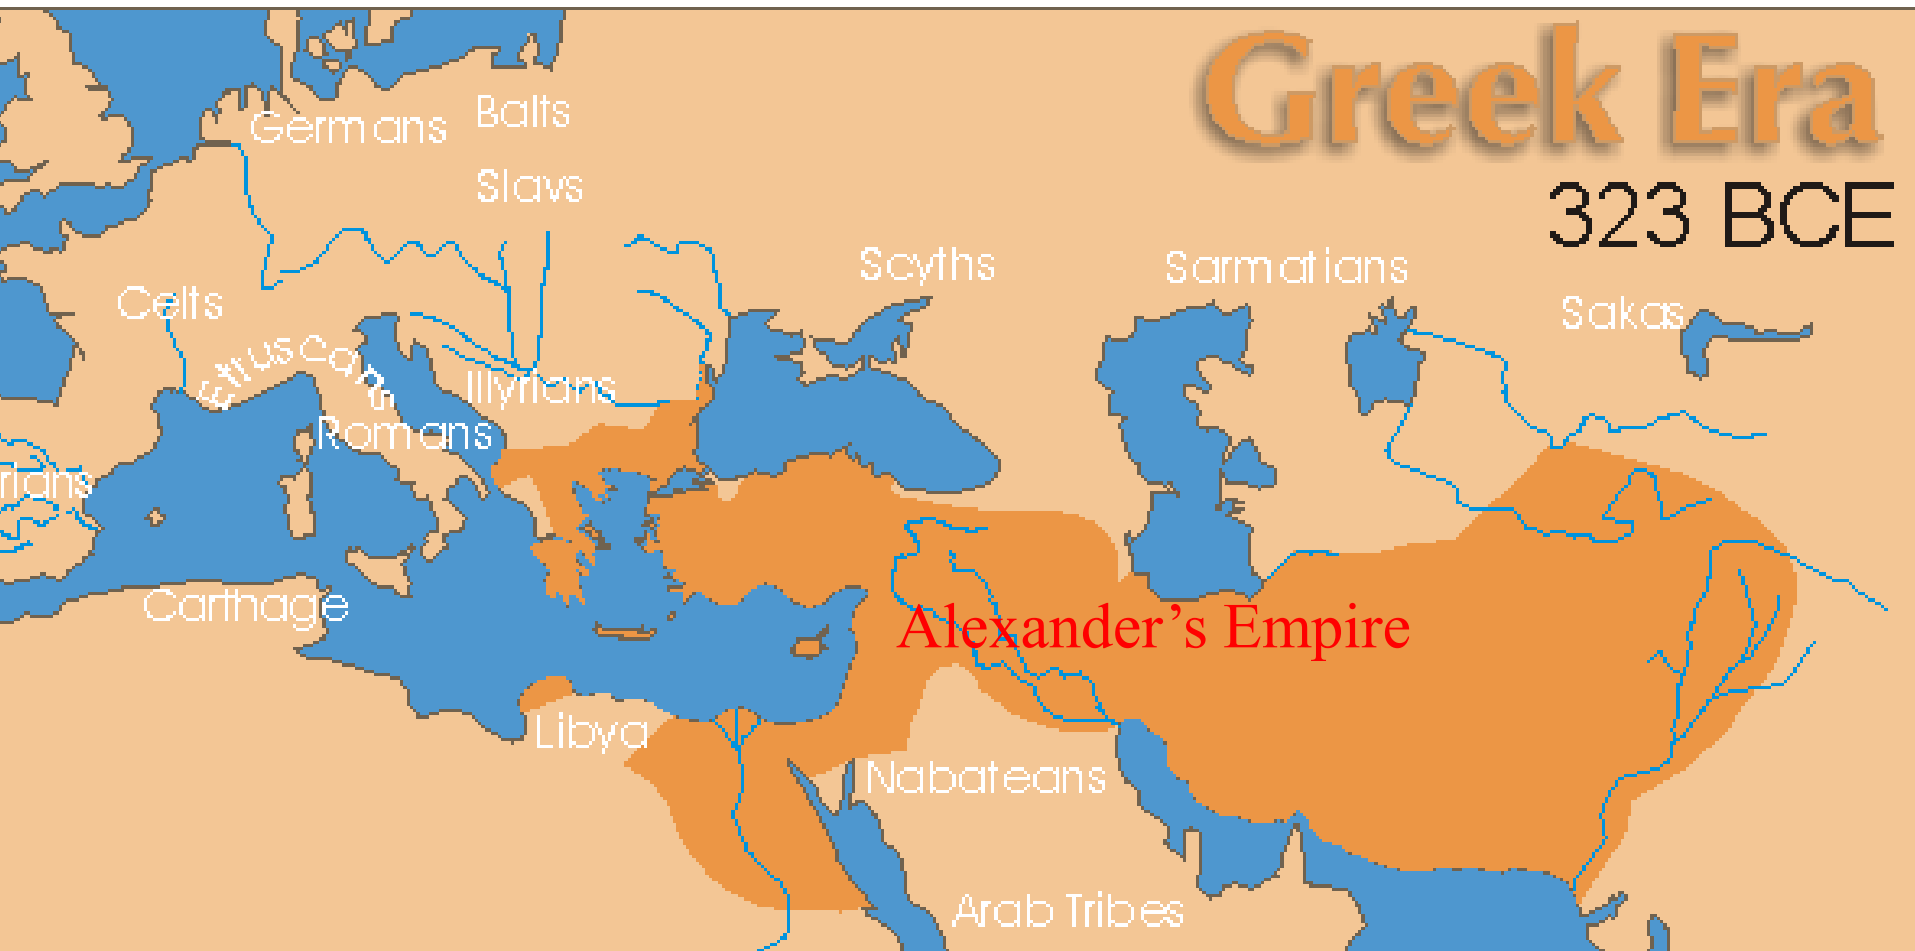 Greek Era
323 BCE
Germans
Balts
Slavs
Scyths
Sarmatians
Sakas
Celts
Etruscans
Illyrians
Romans
rians
Carthage
Alexander's Empire
Libya
Nabateans
Arab Tribes